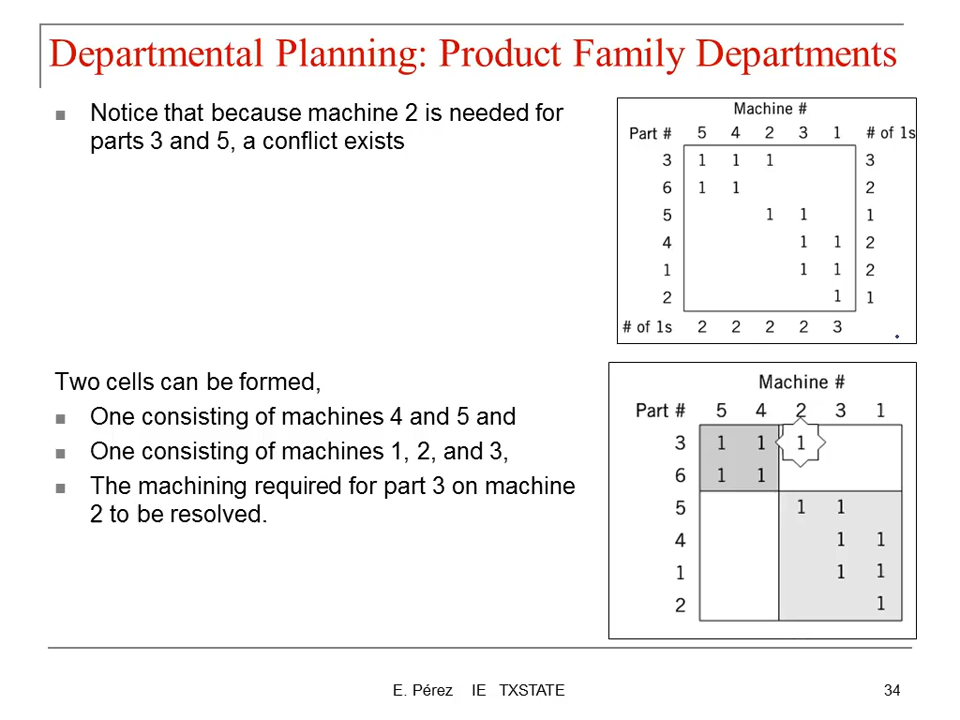 Departmental Planning: Product Family Departments
Notice that because machine 2 is needed for
parts 3 and 5, a conflict exists
Machine #
Part # 5 4 2 3 1 # of 1s
3 1 1 1 3
6 1 1 2
5 1 1 1
4 1 1 2
1 1 1 2
2 1 1
# of 1s 2 2 2 2 3
Two cells can be formed,
One consisting of machines 4 and 5 and
One consisting of machines 1, 2, and 3,
The machining required for part 3 on machine
2 to be resolved.
Machine #
Part # 5 4 2 3 1
3 1 1 1
6 1 1
5 1 1
4 1 1
1 1 1
2 1
E. Pérez IE TXSTATE 34